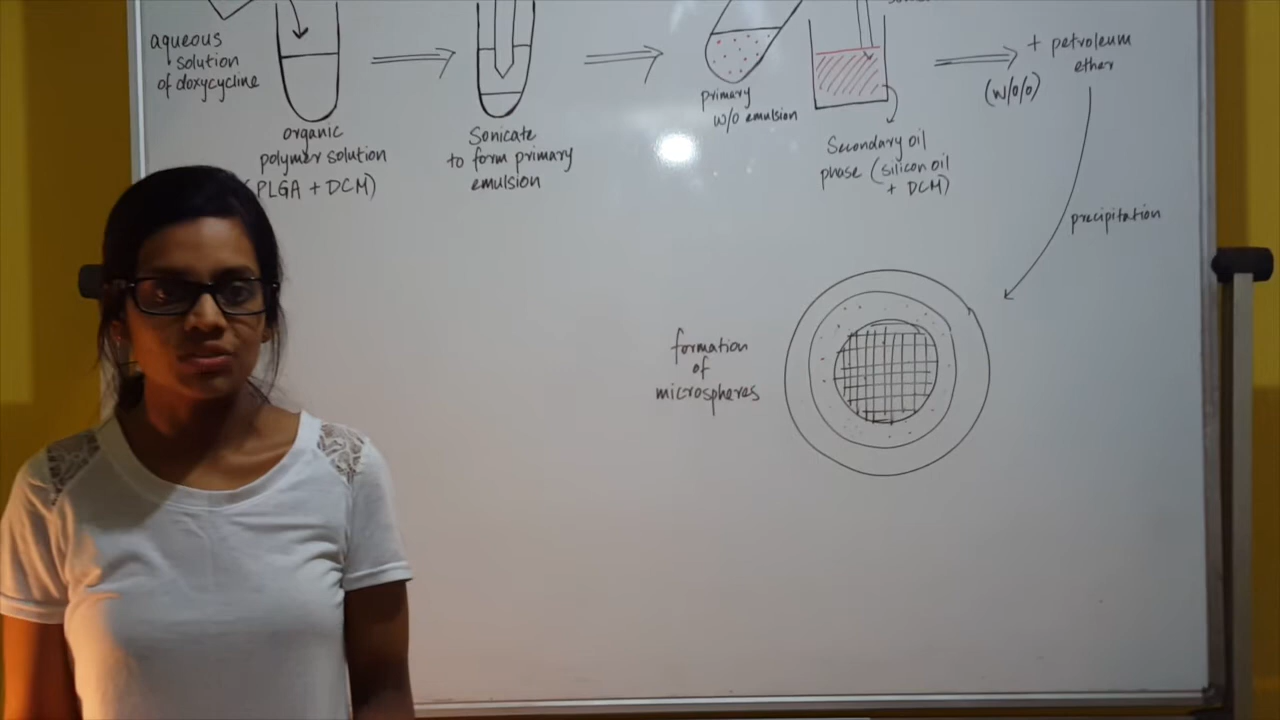 aqueous
solution
of doxycycline
organic
polymer solution
(PLGA + DCM)
Sonicate
to form primary
emulsion
primary
W/O emulsion
Secondary oil
phase (silicon oil
+ DCM)
+ petroleum
ether
(W/O/O)
precipitation
formation
of
microspheres